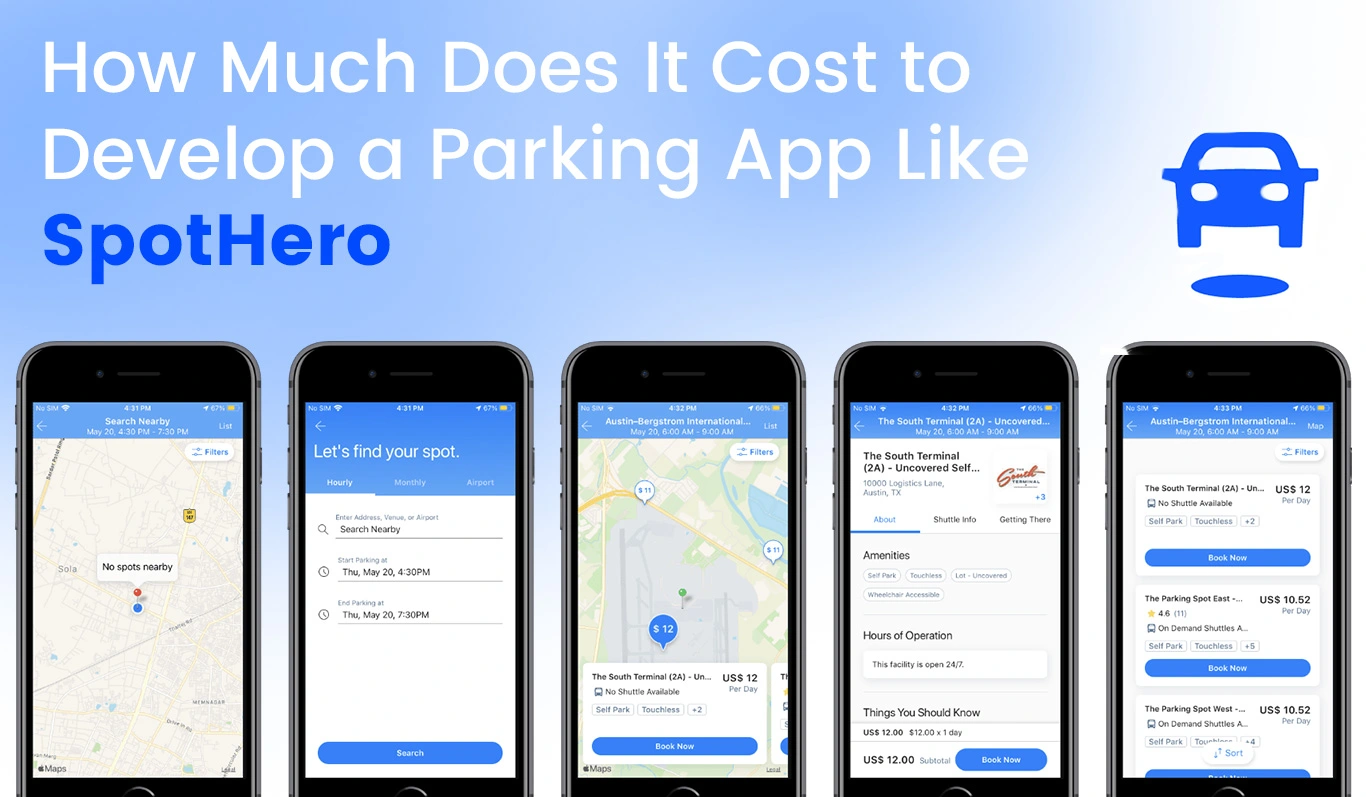 How Much Does It Cost to
Develop a Parking App Like
SpotHero
No SIM 4:31 PM 67%
Search Nearby
May 20, 4:30 PM - 7:30 PM
List
Filters
147
No spots nearby
Sola
MEMNAGAR
Drive in rd
Maps
Legal
No SIM 4:31 PM 67%
Let's find your spot.
Hourly Monthly Airport
Enter Address, Venue, or Airport
Search Nearby
Start Parking at
Thu, May 20, 4:30PM
End Parking at
Thu, May 20, 7:30PM
Search
No SIM 4:32 PM 66%
Austin–Bergstrom International...
May 20, 6:00 AM - 9:00 AM
List
Filters
$ 11
$ 11
$ 12
The South Terminal (2A) - Un... US$ 12
No Shuttle Available Per Day
Self Park Touchless +2
Book Now
Maps
Legal
No SIM 4:32 PM 66%
The South Terminal (2A) - Uncovered...
May 20, 6:00 AM - 9:00 AM
The South Terminal
(2A) - Uncovered Self...
10000 Logistics Lane,
Austin, TX
THE
South
TERMINAL
+3
About Shuttle Info Getting There
Amenities
Self Park Touchless Lot - Uncovered
Wheelchair Accessible
Hours of Operation
This facility is open 24/7.
Things You Should Know
US$ 12.00 $12.00 x 1 day
US$ 12.00 Subtotal Book Now
No SIM 4:33 PM 66%
Austin–Bergstrom International...
May 20, 6:00 AM - 9:00 AM
Map
Filters
The South Terminal (2A) - Un... US$ 12
No Shuttle Available Per Day
Self Park Touchless +2
Book Now
The Parking Spot East -... US$ 10.52
4.6 (11) Per Day
On Demand Shuttles A...
Self Park Touchless +5
Book Now
The Parking Spot West -... US$ 10.52
On Demand Shuttles A... Per Day
Self Park Touchless +4
Sort